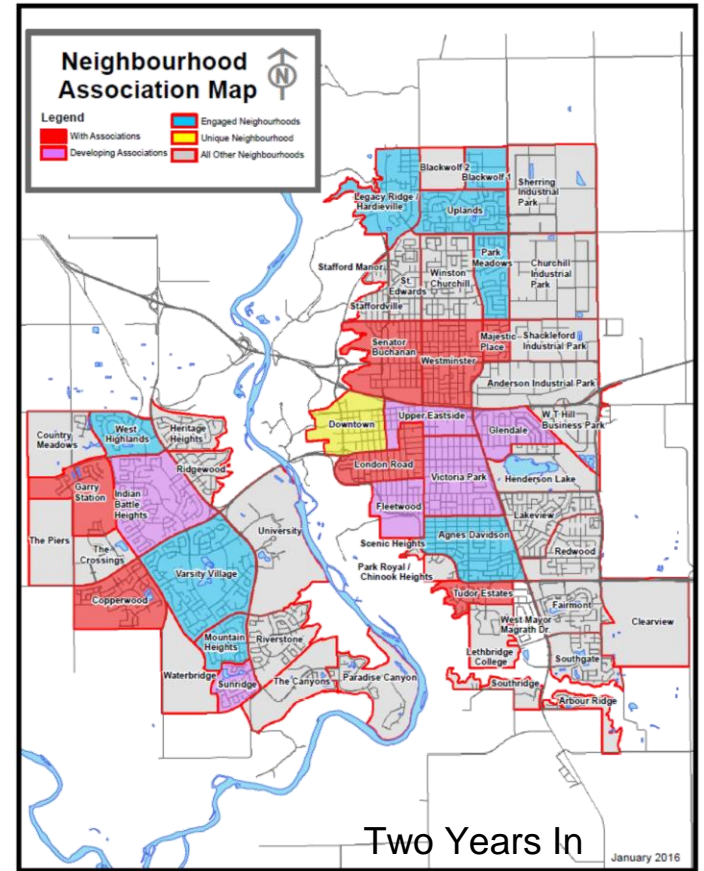 Neighbourhood
Association Map
N
Legend
With Associations
Developing Associations
Engaged Neighourhoods
Unique Neighbourhood
All Other Neighbourhoods
Blackwolf 2
Blackwolf 1
Sherring
Industrial
Park
Legacy Ridge /
Hardieville
Uplands
Stafford Manor
St.
Edwards
Winston
Churchill
Park
Meadows
Churchill
Industrial
Park
Staffordville
Senator
Buchanan
Westminster
Majestic
Place
Shackleford
Industrial Park
Anderson Industrial Park
Downtown
Upper Eastside
Glendale
W T Hill
Business Park
London Road
Victoria Park
Henderson Lake
Fleetwood
Lakeview
Scenic Heights
Agnes Davidson
Redwood
Park Royal /
Chinook Heights
Tudor Estates
Fairmont
Clearview
West Mayor
Magrath Dr.
Lethbridge
College
Southgate
Southridge
Arbour Ridge
Country
Meadows
West
Highlands
Heritage
Heights
Garry
Station
Indian
Battle
Heights
Ridgewood
The Piers
The
Crossings
University
Varsity Village
Copperwood
Mountain
Heights
Riverstone
Waterbridge
Sunridge
The Canyons
Paradise Canyon
Two Years In
January 2016